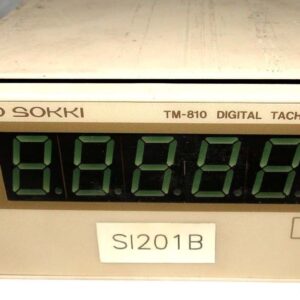 O SOKKI
TM-810 DIGITAL TACH
SI201B